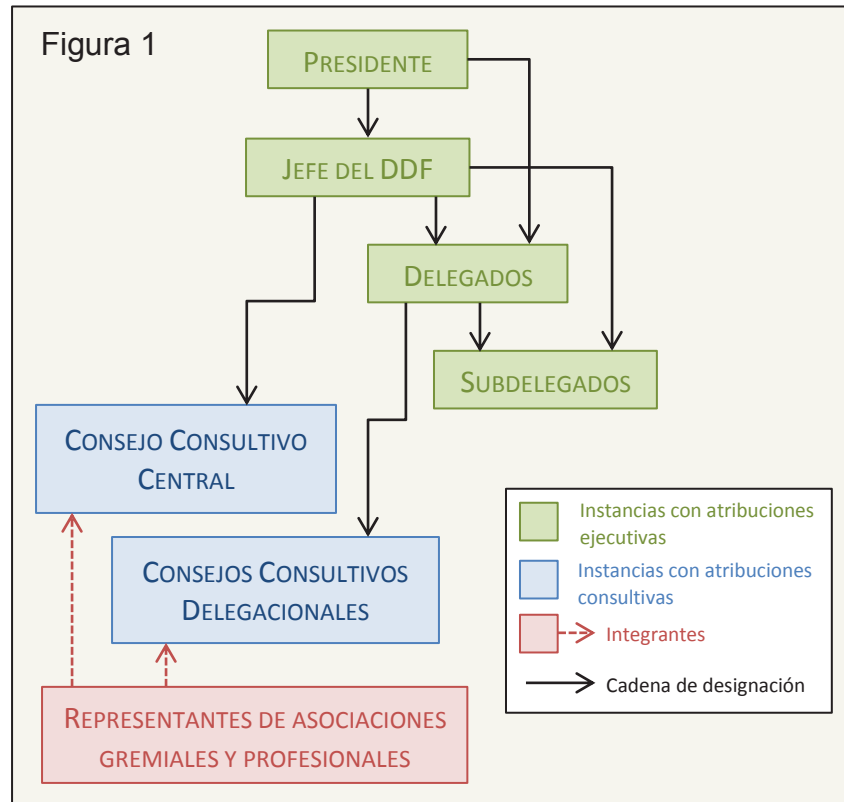 Figura 1
PRESIDENTE
JEFE DEL DDF
DELEGADOS
SUBDELEGADOS
CONSEJO CONSULTIVO
CENTRAL
CONSEJOS CONSULTIVOS
DELEGACIONALES
REPRESENTANTES DE ASOCIACIONES
GREMIALES Y PROFESIONALES
Instancias con atribuciones
ejecutivas
Instancias con atribuciones
consultivas
Integrantes
Cadena de designación